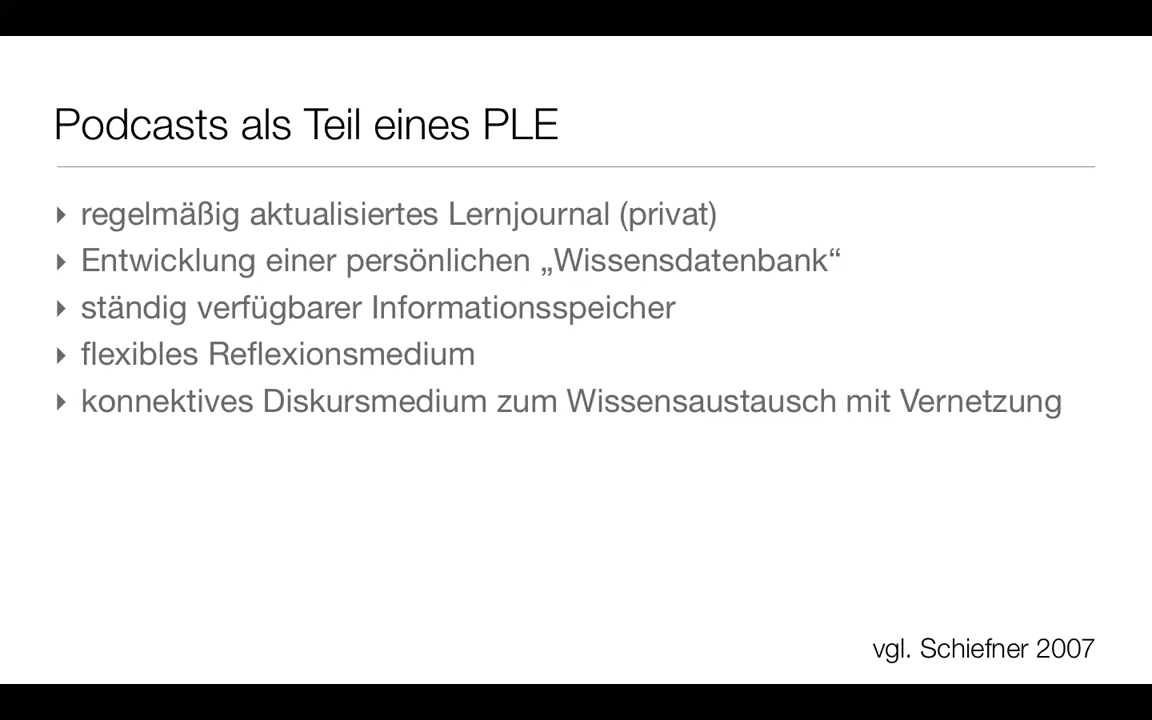 Podcasts als Teil eines PLE
regelmäßig aktualisiertes Lernjournal (privat)
Entwicklung einer persönlichen „Wissensdatenbank“
ständig verfügbarer Informationsspeicher
flexibles Reflexionsmedium
konnektives Diskursmedium zum Wissensaustausch mit Vernetzung
vgl. Schiefner 2007